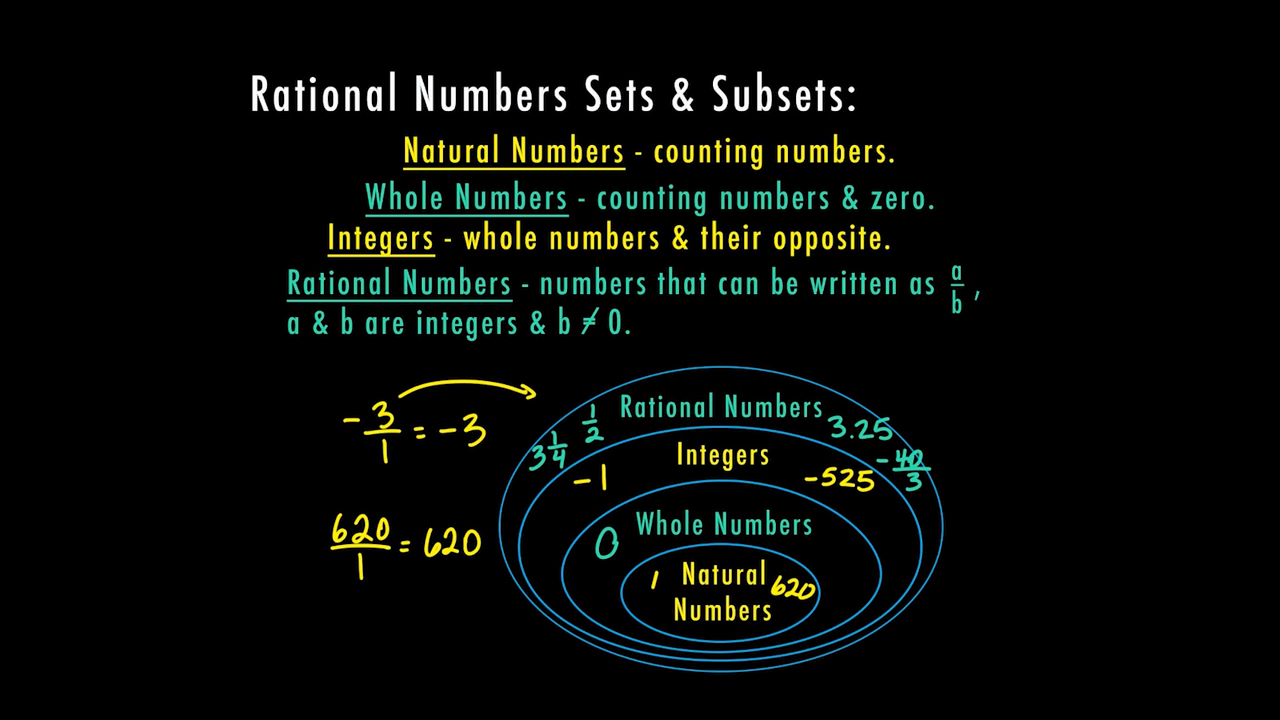 Rational Numbers Sets & Subsets:
Natural Numbers - counting numbers.
Whole Numbers - counting numbers & zero.
Integers - whole numbers & their opposite.
Rational Numbers - numbers that can be written as a/b ,
a & b are integers & b ≠ 0.
-3/1 = -3
620/1 = 620
Rational Numbers
1/2
3 1/4
3.25
-40/3
Integers
-1
-525
Whole Numbers
0
Natural
Numbers
1
620